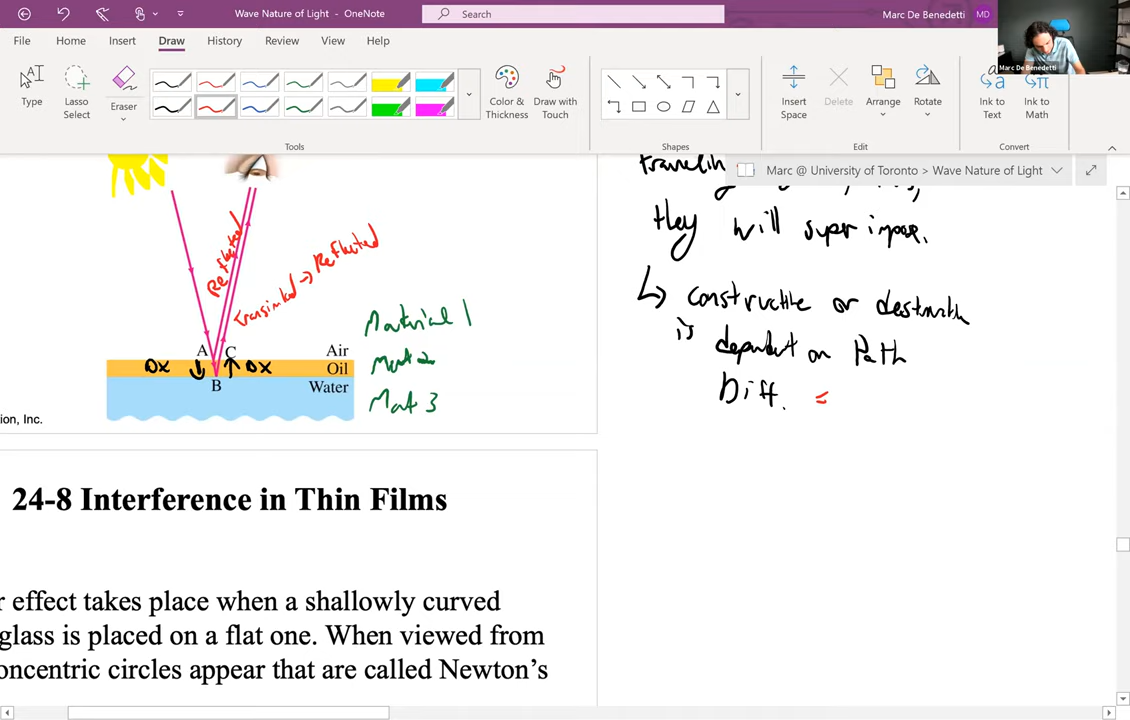 Wave Nature of Light - OneNote
Search
Marc De Benedetti
MD
File
Home
Insert
Draw
History
Review
View
Help
Marc De Benedetti
Type
Lasso
Select
Eraser
Color &
Thickness
Draw with
Touch
Insert
Space
Delete
Arrange
Rotate
Ink to
Text
Ink to
Math
Tools
Shapes
Edit
Convert
Marc @ University of Toronto > Wave Nature of Light
they will superimpose.
↳ constructive or destructive
is dependent on Path
Diff. =
Reflected
Material 1
Mat 2
Mat 3
A
C
B
Δx
Δx
Air
Oil
Water
ion, Inc.
24-8 Interference in Thin Films
r effect takes place when a shallowly curved
glass is placed on a flat one. When viewed from
oncentric circles appear that are called Newton's